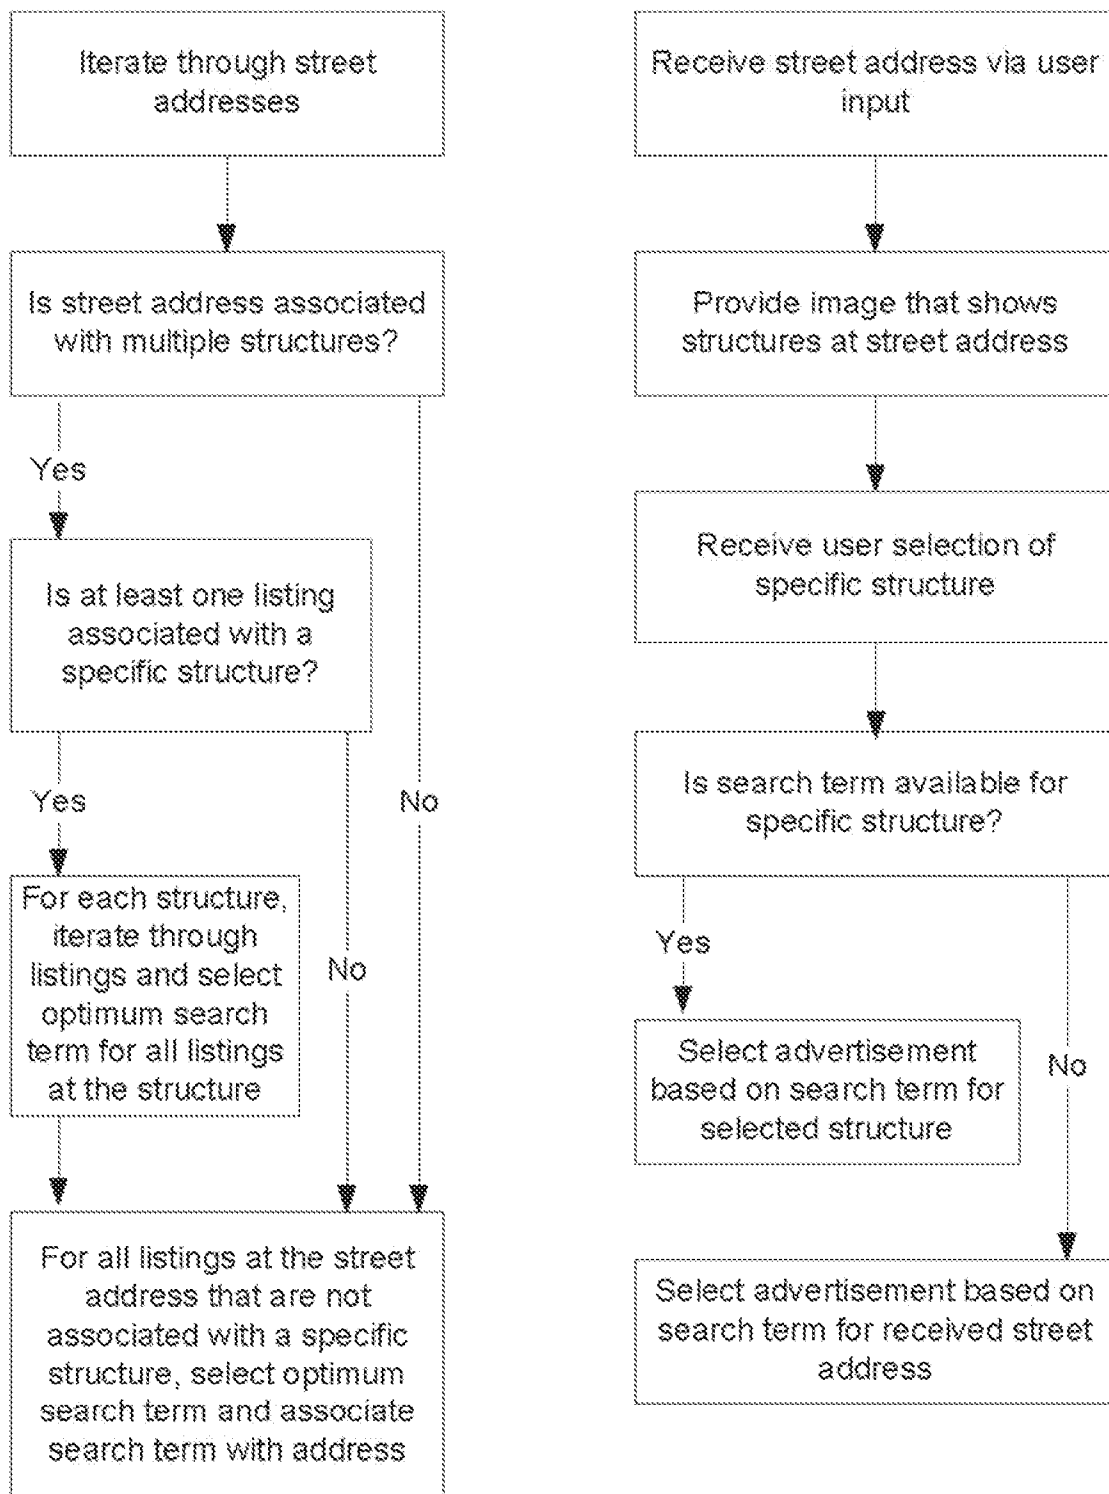 Iterate through street
addresses
Is street address associated
with multiple structures?
Yes
Is at least one listing
associated with a
specific structure?
Yes
No
For each structure,
iterate through
listings and select
optimum search
term for all listings
at the structure
No
For all listings at the street
address that are not
associated with a specific
structure, select optimum
search term and associate
search term with address
Receive street address via user
input
Provide image that shows
structures at street address
Receive user selection of
specific structure
Is search term available for
specific structure?
Yes
Select advertisement
based on search term for
selected structure
No
Select advertisement based on
search term for received street
address